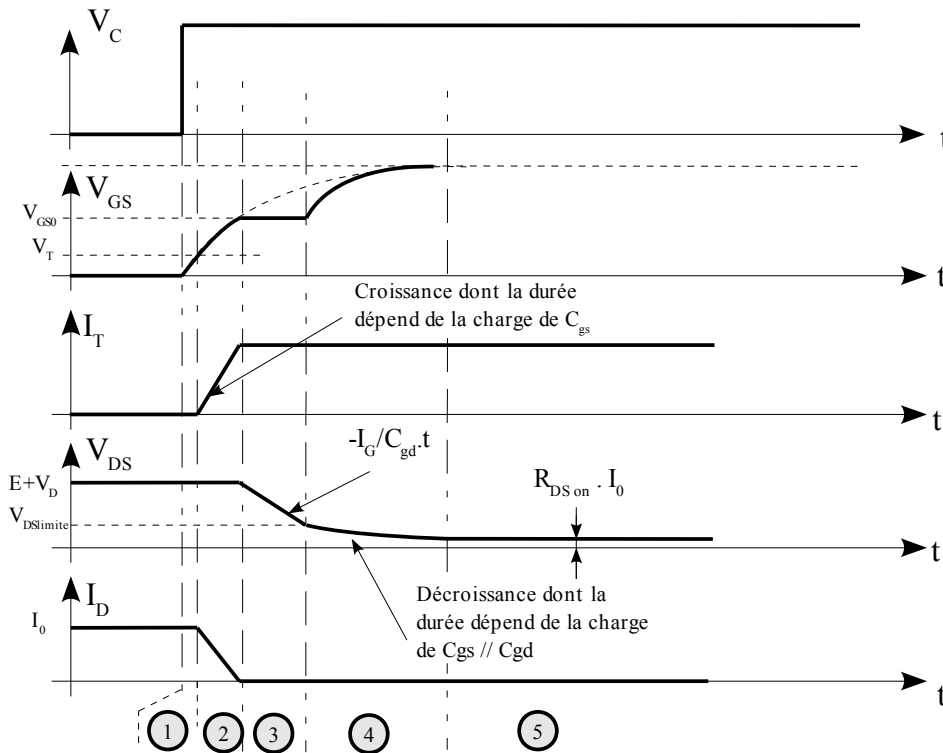 V_C
t
V_GS
V_GS0
V_T
t
Croissance dont la durée
dépend de la charge de C_gs
I_T
t
-I_G/C_gd.t
V_DS
E+V_D
R_DS on . I_0
V_DSlimite
t
Décroissance dont la
durée dépend de la charge
de Cgs // Cgd
I_D
I_0
t
1 2 3 4 5